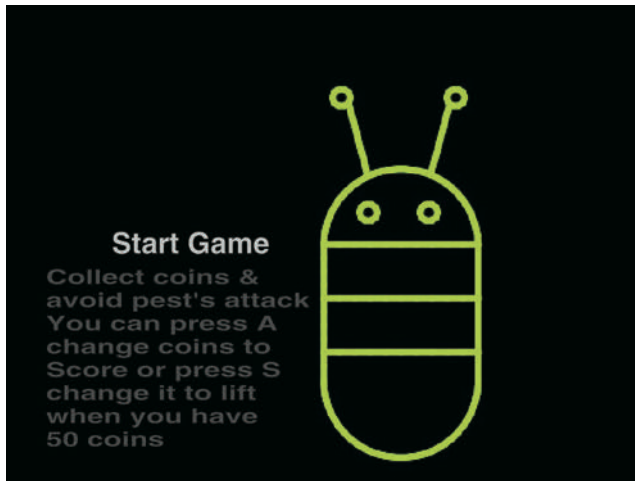 Start Game
Collect coins &
avoid pest's attack
You can press A
change coins to
Score or press S
change it to lift
when you have
50 coins